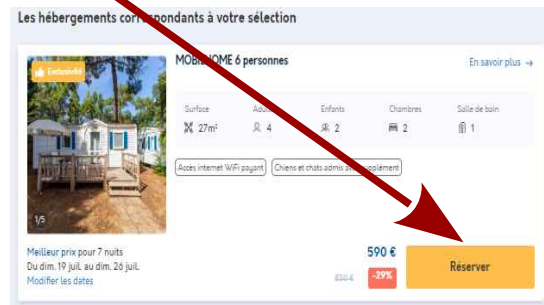 Les hébergements correspondants à votre sélection
Exclusivité
MOBILHOME 6 personnes
En savoir plus →
Surface
Adultes
Enfants
Chambres
Salle de bain
27m²
4
2
2
1
Accès internet WiFi payant
Chiens et chats admis avec supplément
1/5
Meilleur prix pour 7 nuits
Du dim. 19 juil. au dim. 26 juil.
Modifier les dates
590 €
-29%
Réserver